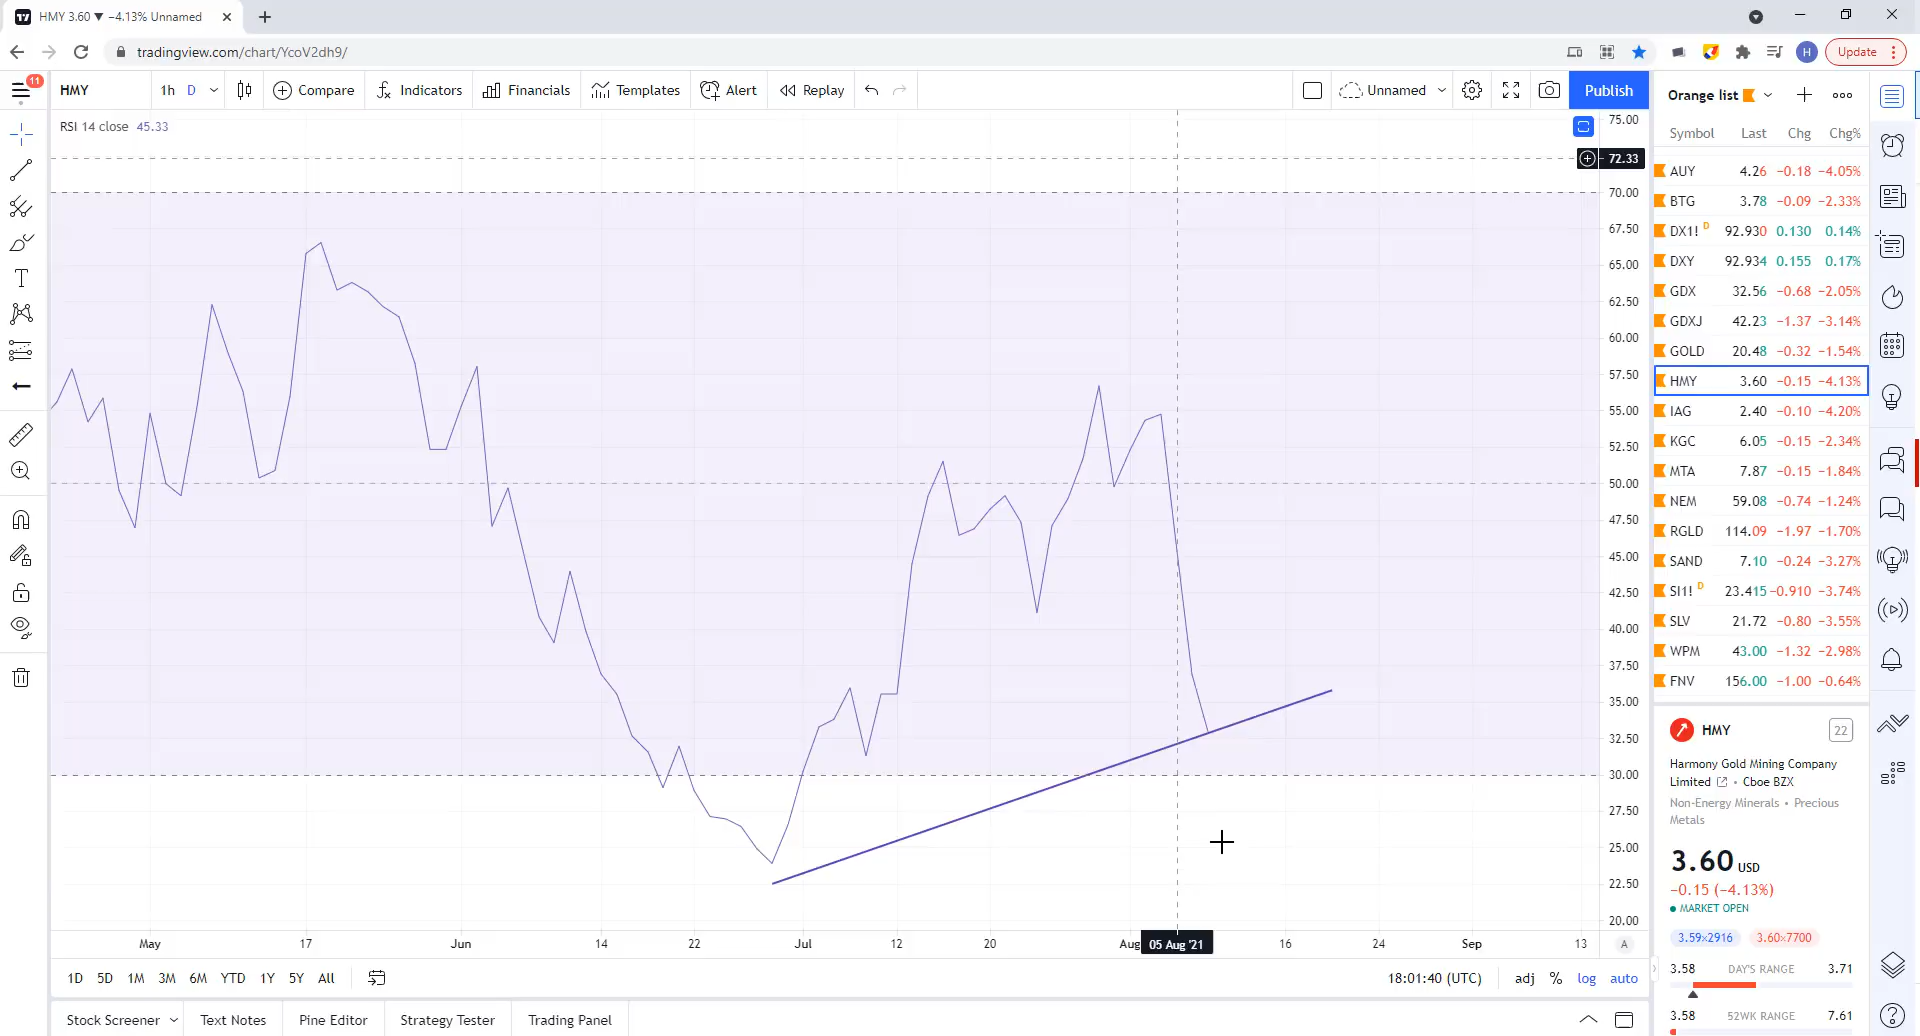 HMY 3.60 ▼ −4.13% Unnamed
tradingview.com/chart/YcoV2dh9/
H
Update
11
HMY
1h D
Compare
Indicators
Financials
Templates
Alert
Replay
Unnamed
Publish
RSI 14 close 45.33
75.00
72.33
70.00
67.50
65.00
62.50
60.00
57.50
55.00
52.50
50.00
47.50
45.00
42.50
40.00
37.50
35.00
32.50
30.00
27.50
25.00
22.50
20.00
May 17 Jun 14 22 Jul 12 20 Aug 05 Aug '21 16 24 Sep 13 A
1D 5D 1M 3M 6M YTD 1Y 5Y All
18:01:40 (UTC) adj % log auto
Stock Screener Text Notes Pine Editor Strategy Tester Trading Panel
Orange list
Symbol Last Chg Chg%
AUY 4.26 −0.18 −4.05%
BTG 3.78 −0.09 −2.33%
DX1! D 92.930 0.130 0.14%
DXY 92.934 0.155 0.17%
GDX 32.56 −0.68 −2.05%
GDXJ 42.23 −1.37 −3.14%
GOLD 20.48 −0.32 −1.54%
HMY 3.60 −0.15 −4.13%
IAG 2.40 −0.10 −4.20%
KGC 6.05 −0.15 −2.34%
MTA 7.87 −0.15 −1.84%
NEM 59.08 −0.74 −1.24%
RGLD 114.09 −1.97 −1.70%
SAND 7.10 −0.24 −3.27%
SI1! D 23.415 −0.910 −3.74%
SLV 21.72 −0.80 −3.55%
WPM 43.00 −1.32 −2.98%
FNV 156.00 −1.00 −0.64%
HMY 22
Harmony Gold Mining Company
Limited • Cboe BZX
Non-Energy Minerals • Precious
Metals
3.60 USD
−0.15 (−4.13%)
● MARKET OPEN
3.59×2916 3.60×7700
3.58 DAY'S RANGE 3.71
3.58 52WK RANGE 7.61